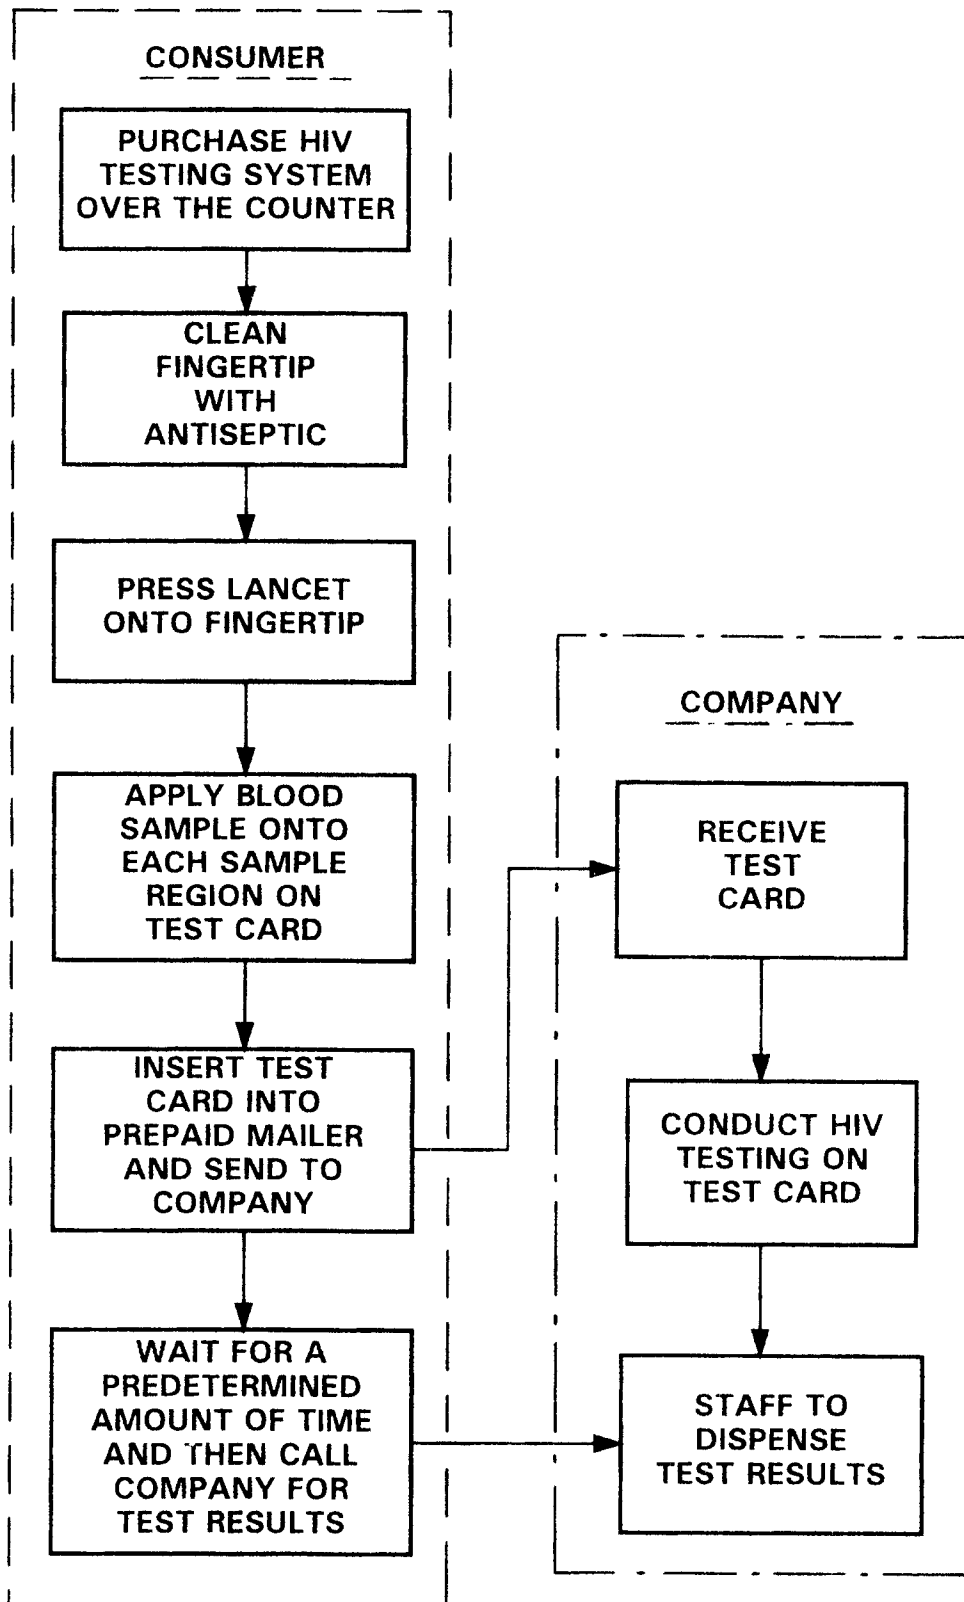 CONSUMER
PURCHASE HIV
TESTING SYSTEM
OVER THE COUNTER
CLEAN
FINGERTIP
WITH
ANTISEPTIC
PRESS LANCET
ONTO FINGERTIP
APPLY BLOOD
SAMPLE ONTO
EACH SAMPLE
REGION ON
TEST CARD
INSERT TEST
CARD INTO
PREPAID MAILER
AND SEND TO
COMPANY
WAIT FOR A
PREDETERMINED
AMOUNT OF TIME
AND THEN CALL
COMPANY FOR
TEST RESULTS
COMPANY
RECEIVE
TEST
CARD
CONDUCT HIV
TESTING ON
TEST CARD
STAFF TO
DISPENSE
TEST RESULTS